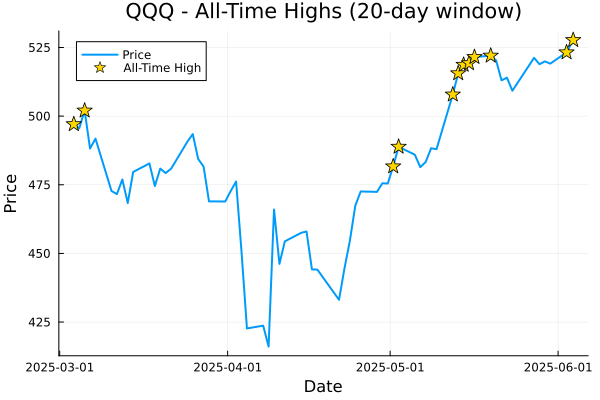 QQQ - All-Time Highs (20-day window)
Price
All-Time High
525
500
475
450
425
Price
2025-03-01
2025-04-01
2025-05-01
2025-06-01
Date